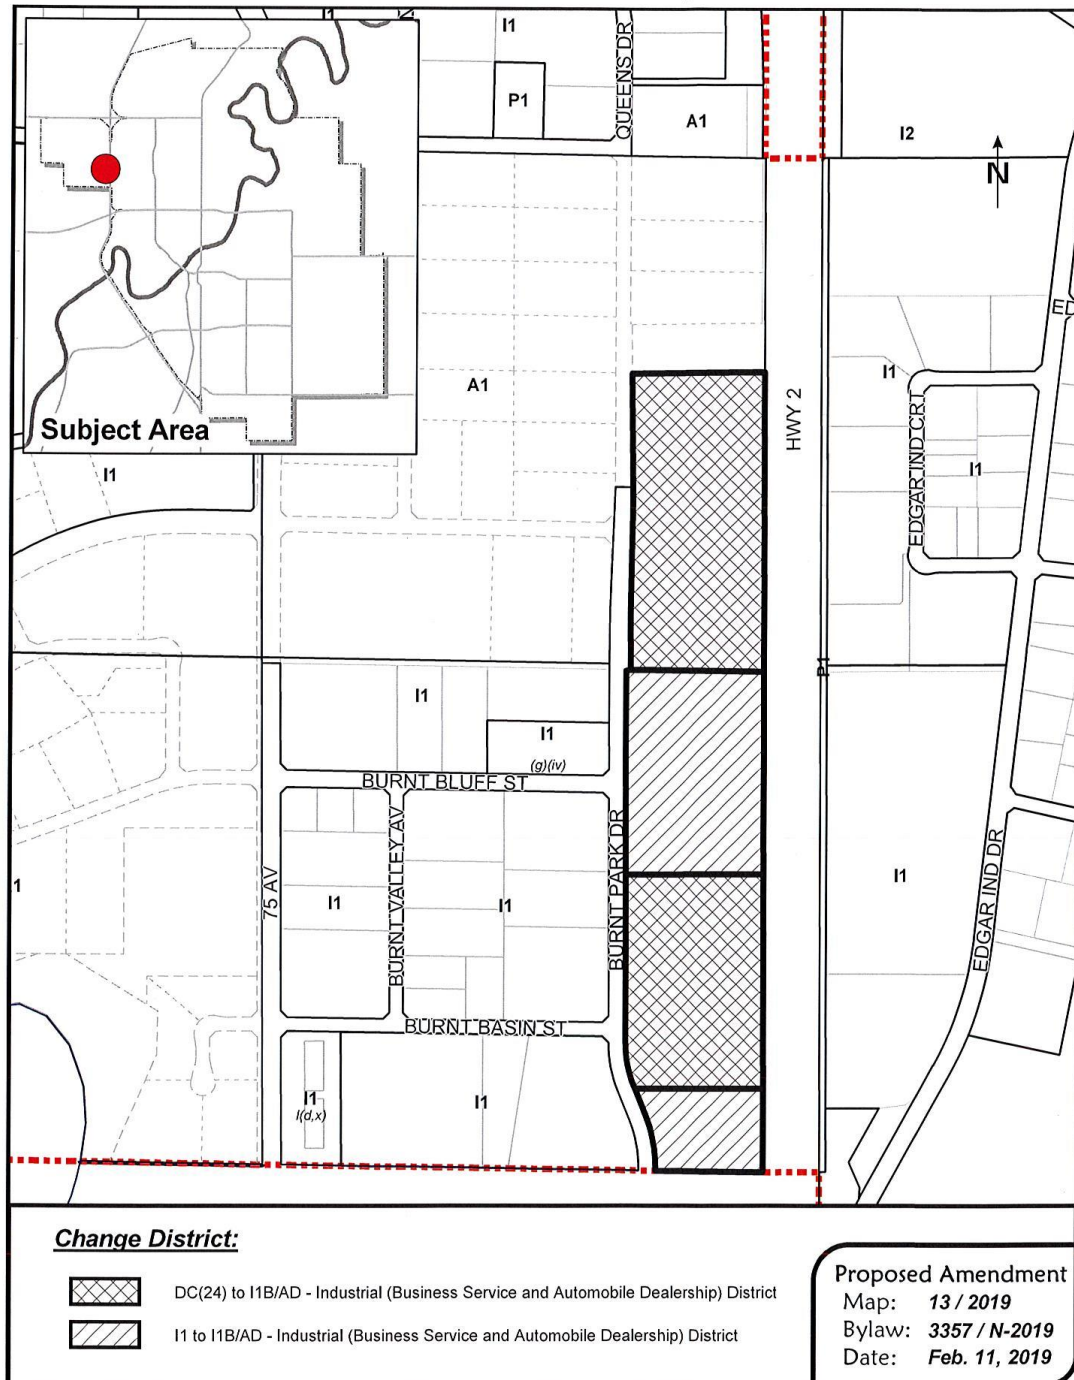 I1
I1
P1
QUEENS DR
A1
I2
N
Subject Area
A1
HWY 2
I1
ED
EDGAR IND CRT
I1
I1
P1
I1
I1
(g)(iv)
BURNT BLUFF ST
BURNT VALLEY AV
BURNT PARK DR
75 AV
I1
I1
I1
1
EDGAR IND DR
BURNT BASIN ST
I1
I(d,x)
I1
Change District:
DC(24) to I1B/AD - Industrial (Business Service and Automobile Dealership) District
I1 to I1B/AD - Industrial (Business Service and Automobile Dealership) District
Proposed Amendment
Map: 13 / 2019
Bylaw: 3357 / N-2019
Date: Feb. 11, 2019